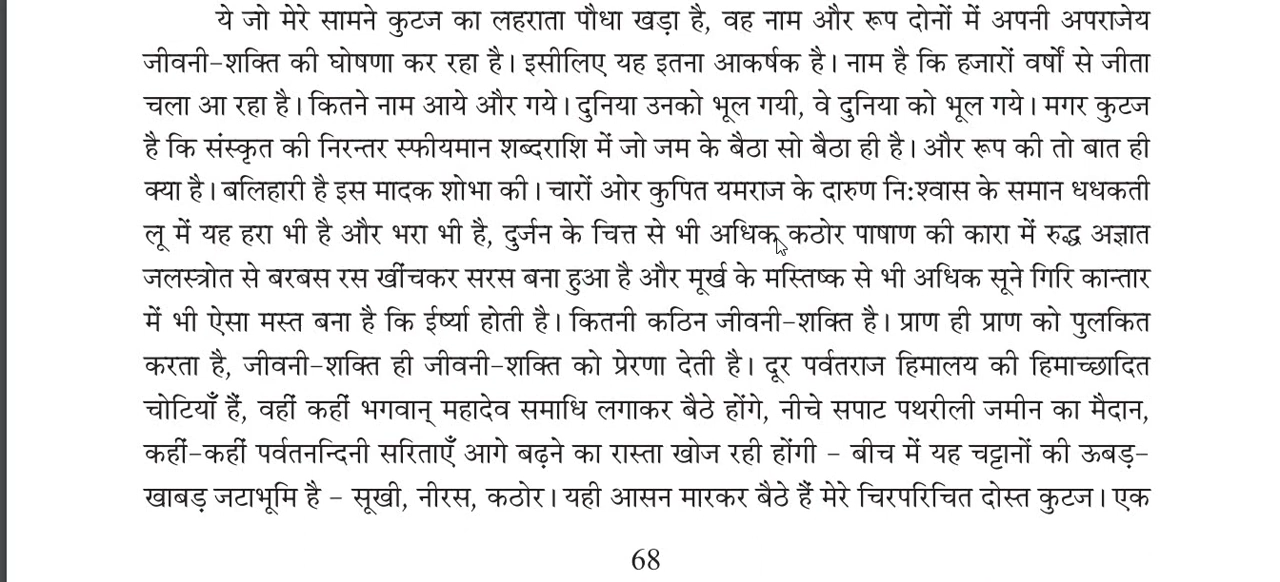 ये जो मेरे सामने कुटज का लहराता पौधा खड़ा है, वह नाम और रूप दोनों में अपनी अपराजेय
जीवनी-शक्ति की घोषणा कर रहा है। इसीलिए यह इतना आकर्षक है। नाम है कि हजारों वर्षों से जीता
चला आ रहा है। कितने नाम आये और गये। दुनिया उनको भूल गयी, वे दुनिया को भूल गये। मगर कुटज
है कि संस्कृत की निरन्तर स्फीयमान शब्दराशि में जो जम के बैठा सो बैठा ही है। और रूप की तो बात ही
क्या है। बलिहारी है इस मादक शोभा की। चारों ओर कुपित यमराज के दारुण नि:श्वास के समान धधकती
लू में यह हरा भी है और भरा भी है, दुर्जन के चित्त से भी अधिक कठोर पाषाण की कारा में रुद्ध अज्ञात
जलस्त्रोत से बरबस रस खींचकर सरस बना हुआ है और मूर्ख के मस्तिष्क से भी अधिक सूने गिरि कान्तार
में भी ऐसा मस्त बना है कि ईर्ष्या होती है। कितनी कठिन जीवनी-शक्ति है। प्राण ही प्राण को पुलकित
करता है, जीवनी-शक्ति ही जीवनी-शक्ति को प्रेरणा देती है। दूर पर्वतराज हिमालय की हिमाच्छादित
चोटियाँ हैं, वहीं कहीं भगवान् महादेव समाधि लगाकर बैठे होंगे, नीचे सपाट पथरीली जमीन का मैदान,
कहीं-कहीं पर्वतनन्दिनी सरिताएँ आगे बढ़ने का रास्ता खोज रही होंगी - बीच में यह चट्टानों की ऊबड़-
खाबड़ जटाभूमि है - सूखी, नीरस, कठोर। यही आसन मारकर बैठे हैं मेरे चिरपरिचित दोस्त कुटज। एक
68